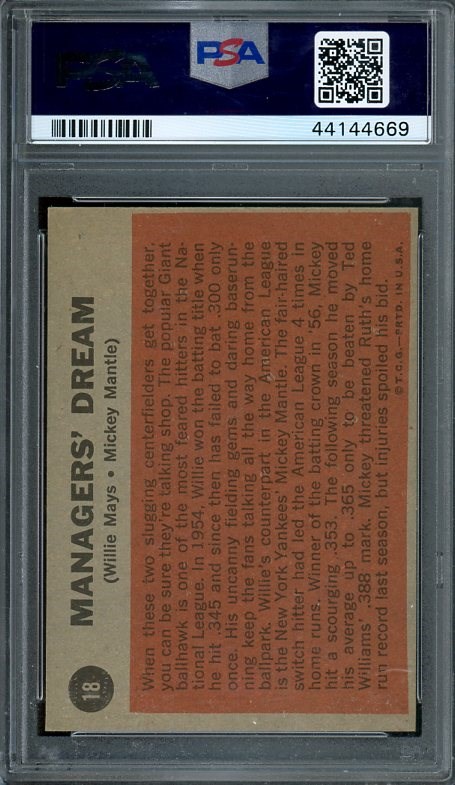 PSA
PSA
44144669
18
MANAGERS' DREAM
(Willie Mays • Mickey Mantle)
When these two slugging centerfielders get together,
you can be sure they're talking shop. The popular Giant
ballhawk is one of the most feared hitters in the Na-
tional League. In 1954, Willie won the batting title when
he hit .345 and since then has failed to bat .300 only
once. His uncanny fielding gems and daring baserun-
ning keep the fans talking all the way home from the
ballpark. Willie's counterpart in the American League
is the New York Yankees' Mickey Mantle. The fair-haired
switch hitter had led the American League 4 times in
home runs. Winner of the batting crown in '56, Mickey
hit a scourging .353. The following season he moved
his average up to .365 only to be beaten by Ted
Williams' .388 mark. Mickey threatened Ruth's home
run record last season, but injuries spoiled his bid.
© T.C.G.—PRTD. IN U.S.A.